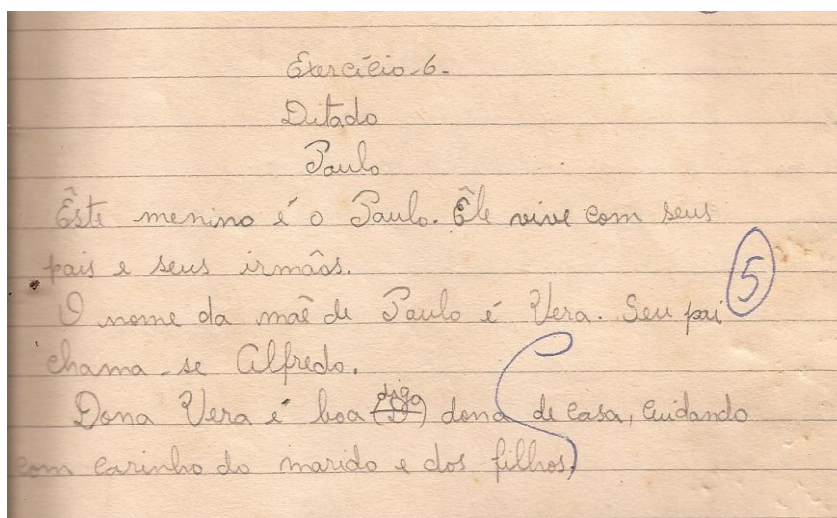 Exercício-6.
Ditado
Paulo
Êste menino é o Paulo. Êle vive com seus
pais e seus irmãos.
5
O nome da mãe de Paulo é Vera. Seu pai
chama-se Alfredo.
Dona Vera é boa dona de casa, cuidando
com carinho do marido e dos filhos.